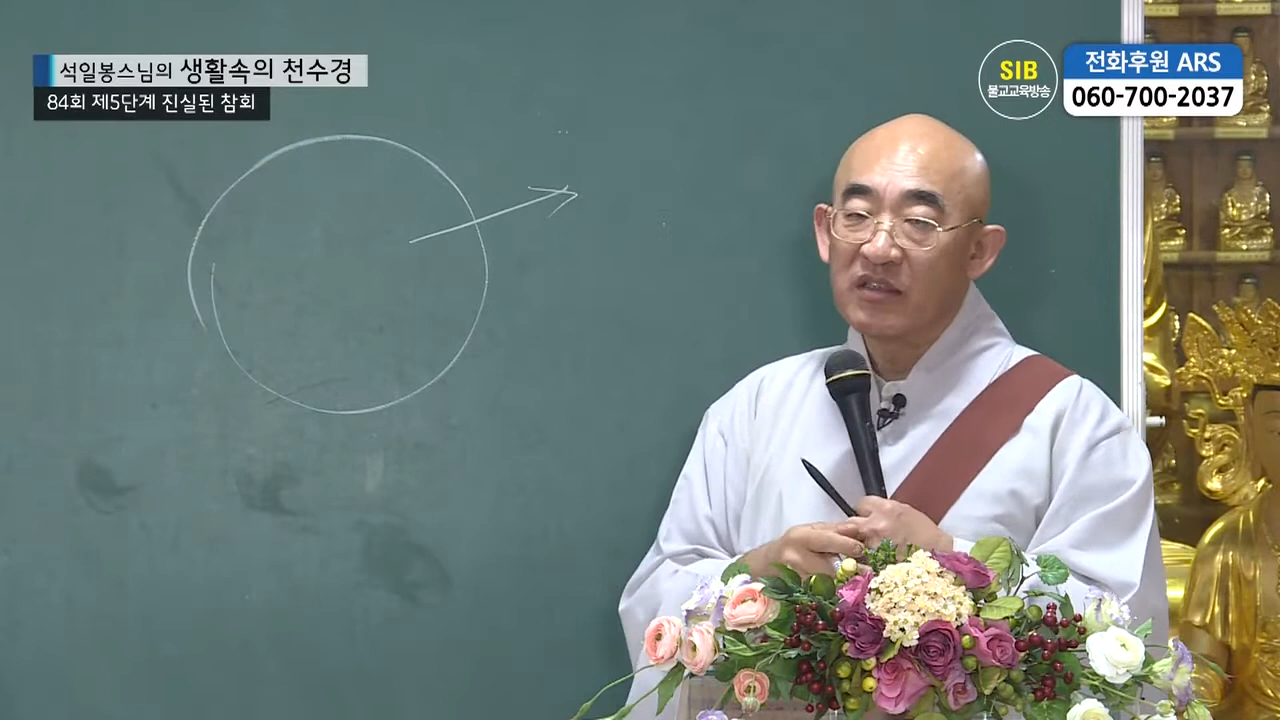 석일봉스님의 생활속의 천수경
84회 제5단계 진실된 참회
SIB
불교교육방송
전화후원 ARS
060-700-2037